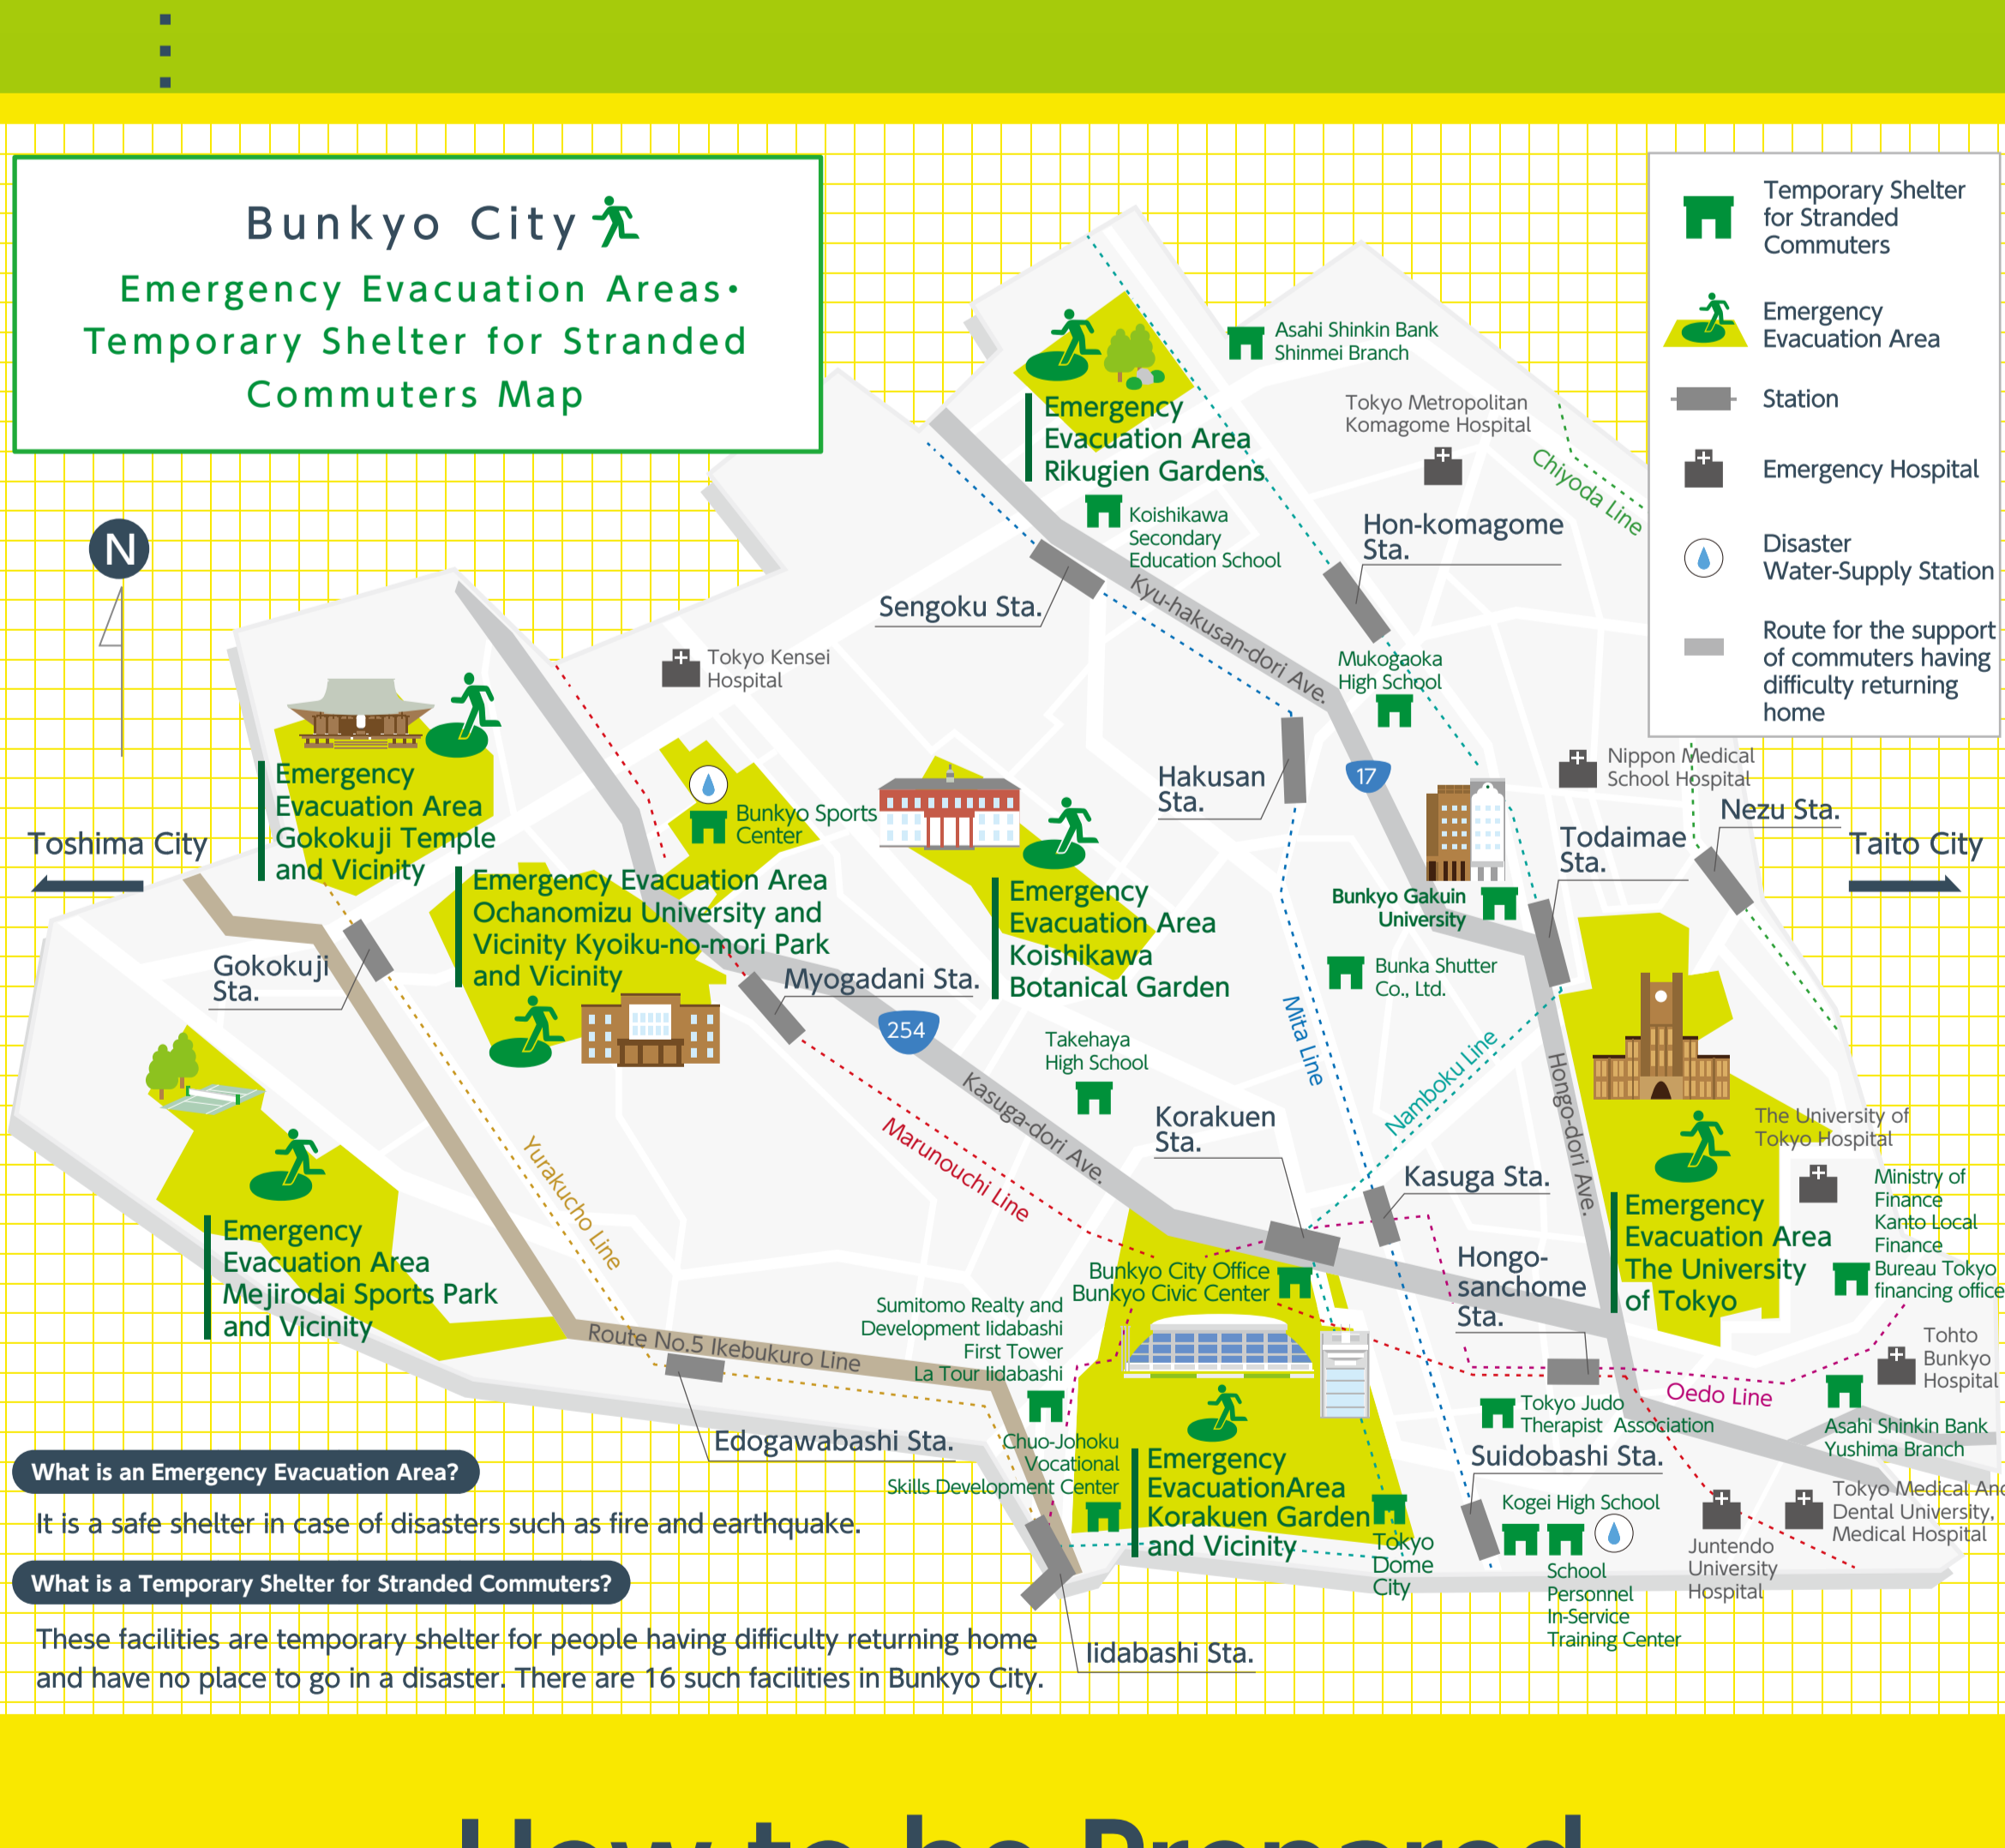 Bunkyo City
Emergency Evacuation Areas･
Temporary Shelter for Stranded
Commuters Map
Temporary Shelter
for Stranded
Commuters
Emergency
Evacuation Area
Station
Emergency Hospital
Disaster
Water-Supply Station
Route for the support
of commuters having
difficulty returning
home
N
Asahi Shinkin Bank
Shinmei Branch
Emergency
Evacuation Area
Rikugien Gardens
Tokyo Metropolitan
Komagome Hospital
Chiyoda Line
Koishikawa
Secondary
Education School
Hon-komagome
Sta.
Sengoku Sta.
Kyu-hakusan-dori Ave.
Tokyo Kensei
Hospital
Mukogaoka
High School
Emergency
Evacuation Area
Gokokuji Temple
and Vicinity
Bunkyo Sports
Center
Hakusan
Sta.
17
Nippon Medical
School Hospital
Nezu Sta.
Todaimae
Sta.
Toshima City
Taito City
Emergency Evacuation Area
Ochanomizu University and
Vicinity Kyoiku-no-mori Park
and Vicinity
Emergency
Evacuation Area
Koishikawa
Botanical Garden
Bunkyo Gakuin
University
Gokokuji
Sta.
Myogadani Sta.
Bunka Shutter
Co., Ltd.
254
Takehaya
High School
Mita Line
Namboku Line
Hongo-dori Ave.
Kasuga-dori Ave.
Marunouchi Line
Yurakucho Line
Korakuen
Sta.
Kasuga Sta.
The University of
Tokyo Hospital
Ministry of
Finance
Kanto Local
Finance
Bureau Tokyo
financing office
Emergency
Evacuation Area
The University
of Tokyo
Emergency
Evacuation Area
Mejirodai Sports Park
and Vicinity
Hongo-
sanchome
Sta.
Bunkyo City Office
Bunkyo Civic Center
Sumitomo Realty and
Development Iidabashi
First Tower
La Tour Iidabashi
Route No.5 Ikebukuro Line
Tohto
Bunkyo
Hospital
Oedo Line
Tokyo Judo
Therapist Association
Asahi Shinkin Bank
Yushima Branch
Edogawabashi Sta.
Chuo-Johoku
Vocational
Skills Development Center
Emergency
EvacuationArea
Korakuen Garden
and Vicinity
Suidobashi Sta.
Kogei High School
Tokyo
Dome
City
School
Personnel
In-Service
Training Center
Juntendo
University
Hospital
Tokyo Medical And
Dental University,
Medical Hospital
What is an Emergency Evacuation Area?
It is a safe shelter in case of disasters such as fire and earthquake.
What is a Temporary Shelter for Stranded Commuters?
These facilities are temporary shelter for people having difficulty returning home
and have no place to go in a disaster. There are 16 such facilities in Bunkyo City.
Iidabashi Sta.
How to be Prepared